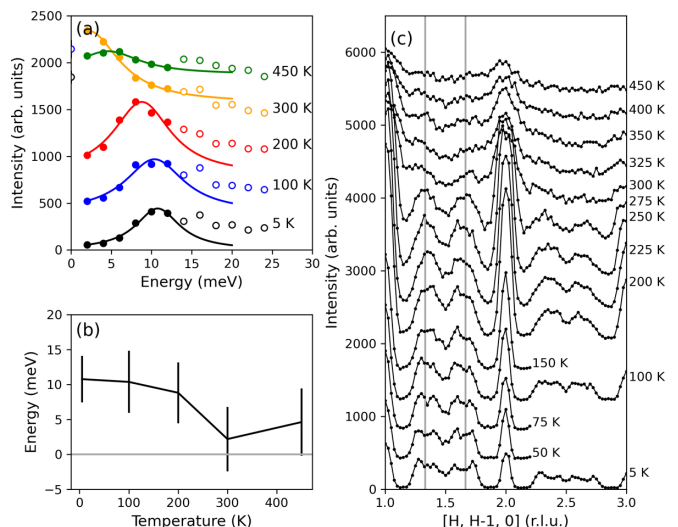 (a)
2500
2000
1500
1000
500
0
Intensity (arb. units)
450 K
300 K
200 K
100 K
5 K
0 5 10 15 20 25 30
Energy (meV)
(b)
20
15
10
5
0
−5
Energy (meV)
0 100 200 300 400
Temperature (K)
(c)
6000
5000
4000
3000
2000
1000
0
Intensity (arb. units)
450 K
400 K
350 K
325 K
300 K
275 K
250 K
225 K
200 K
150 K
100 K
75 K
50 K
5 K
1.0 1.5 2.0 2.5 3.0
[H, H-1, 0] (r.l.u.)